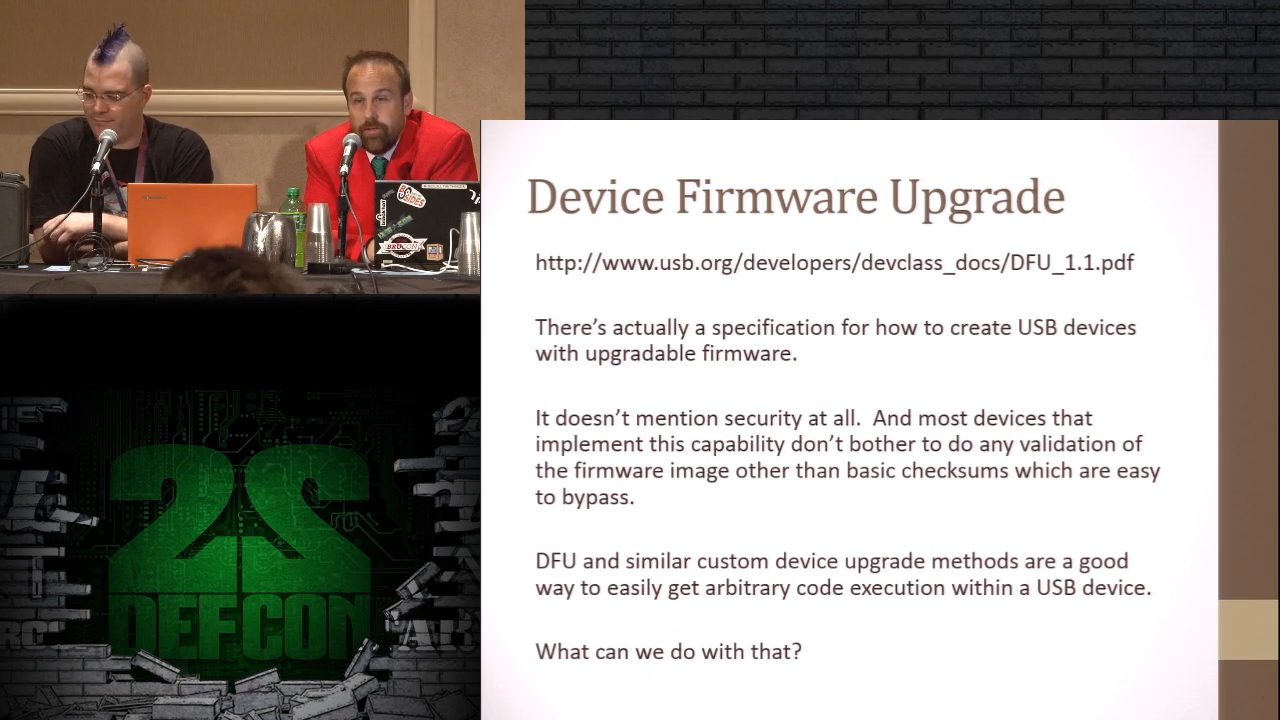 Device Firmware Upgrade
http://www.usb.org/developers/devclass_docs/DFU_1.1.pdf
There's actually a specification for how to create USB devices
with upgradable firmware.
It doesn't mention security at all.  And most devices that
implement this capability don't bother to do any validation of
the firmware image other than basic checksums which are easy
to bypass.
DFU and similar custom device upgrade methods are a good
way to easily get arbitrary code execution within a USB device.
What can we do with that?
BSIDES
BRUCON
22
DEFCON